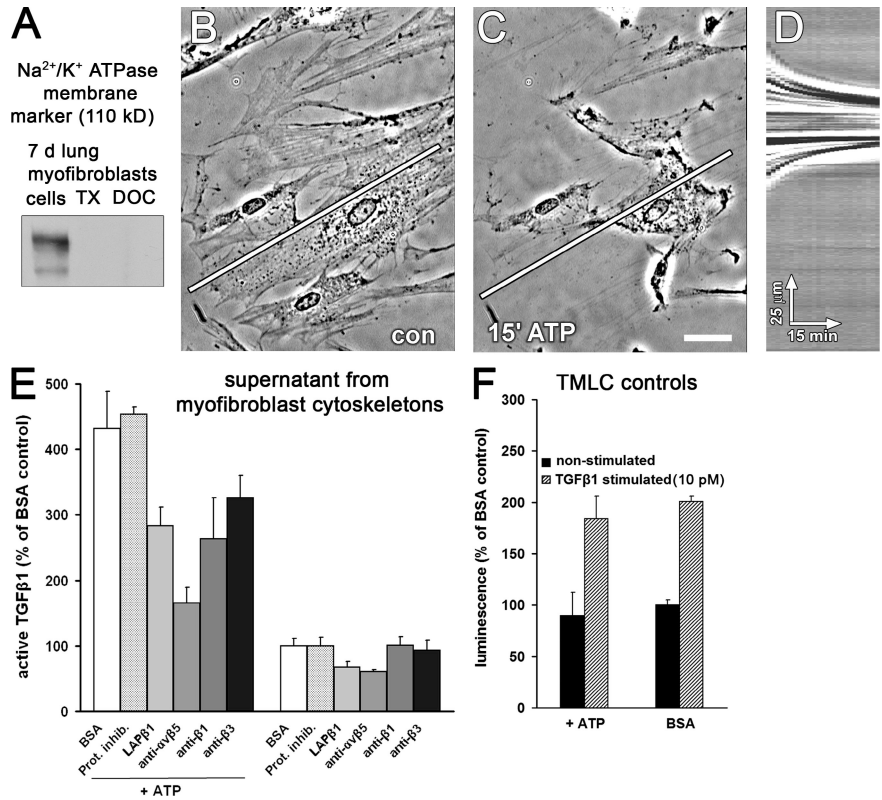 A
Na2+/K+ ATPase
membrane
marker (110 kD)
7 d lung
myofibroblasts
cells TX DOC
B
con
C
15' ATP
D
25 µm
15 min
E
supernatant from
myofibroblast cytoskeletons
active TGFβ1 (% of BSA control)
500
400
300
200
100
0
BSA
Prot. inhib.
LAPβ1
anti-αvβ5
anti-β1
anti-β3
+ ATP
BSA
Prot. inhib.
LAPβ1
anti-αvβ5
anti-β1
anti-β3
F
TMLC controls
luminescence (% of BSA control)
300
250
200
150
100
50
0
non-stimulated
TGFβ1 stimulated(10 pM)
+ ATP
BSA